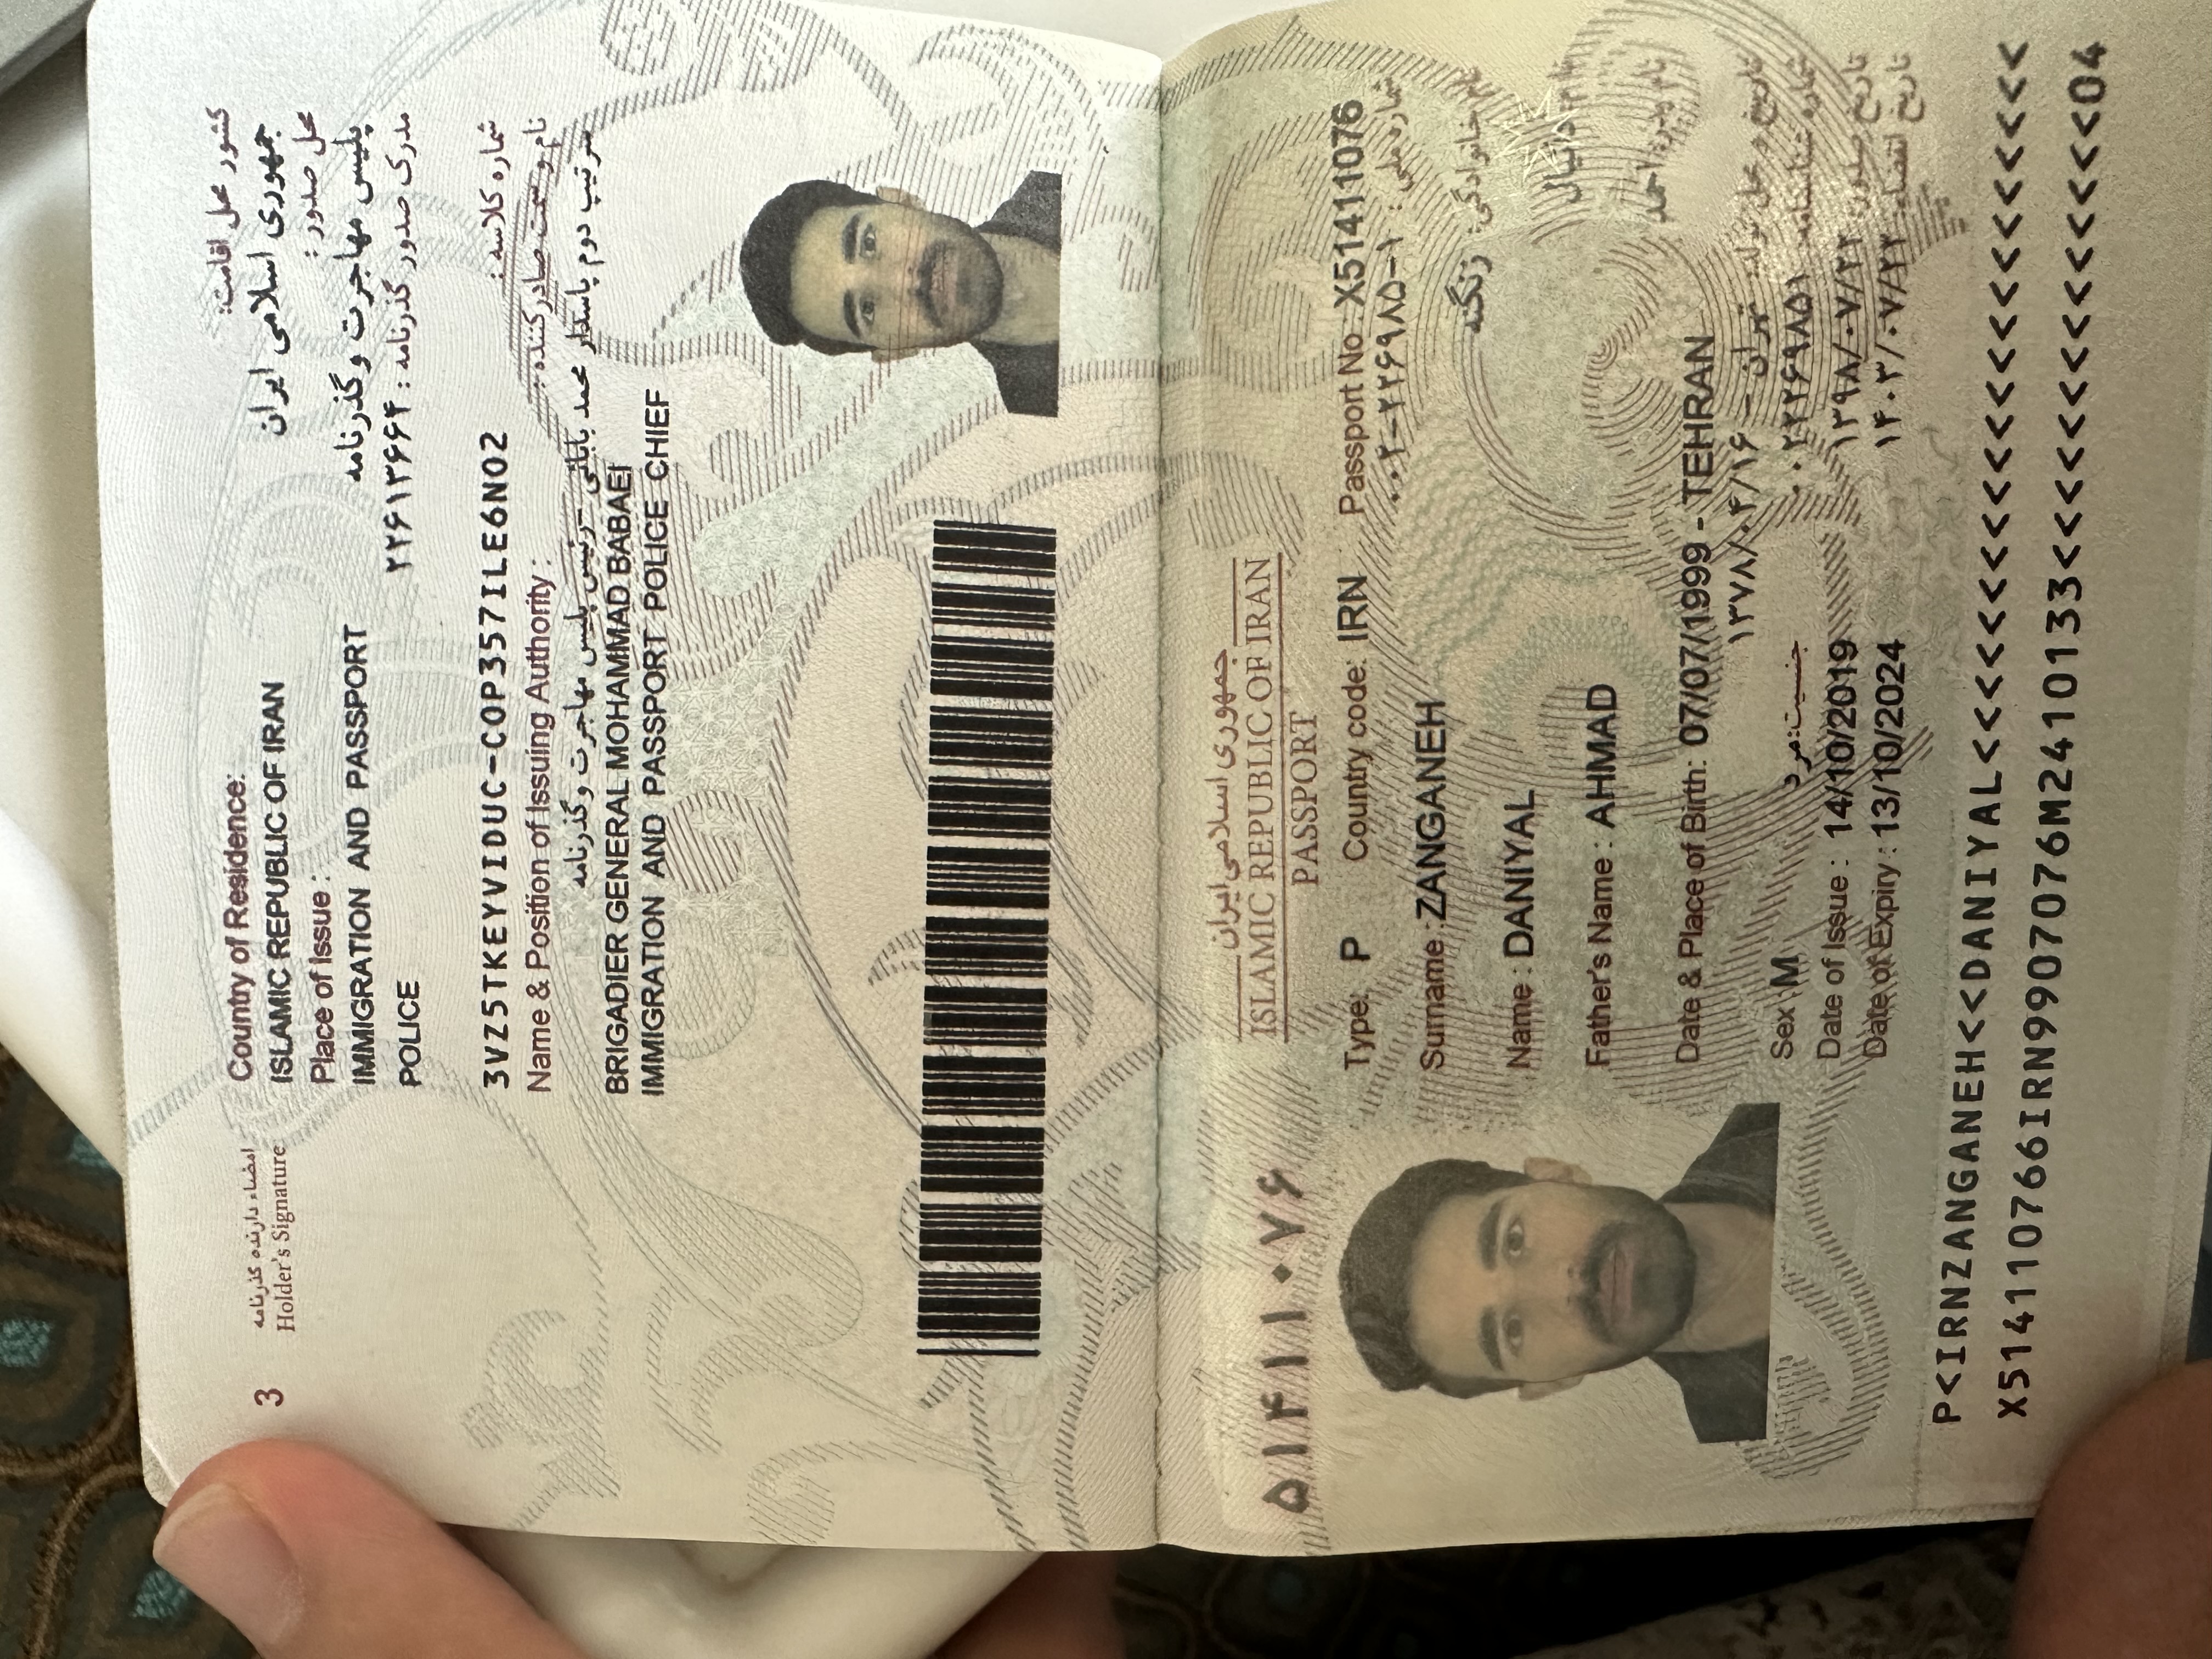 کشور محل اقامت:
جمهوری اسلامی ایران
محل صدور:
پلیس مهاجرت و گذرنامه
مدرک صدور گذرنامه: ۲۲۶۱۳۶۶۴
شماره کلاسه:
نام و سمت صادرکننده:
سرتیپ دوم پاسدار محمد بابائی - رئیس پلیس مهاجرت و گذرنامه
Country of Residence:
ISLAMIC REPUBLIC OF IRAN
Place of Issue :
IMMIGRATION AND PASSPORT
POLICE
3VZ5TKEYVIDUC-COP357ILE6NO2
Name & Position of Issuing Authority :
BRIGADIER GENERAL MOHAMMAD BABAEI
IMMIGRATION AND PASSPORT POLICE CHIEF
امضاء دارنده گذرنامه
Holder's Signature
3
جمهوری اسلامی ایران
ISLAMIC REPUBLIC OF IRAN
PASSPORT
۵۱۴۱۱۰۷۶
Type: P Country code: IRN Passport No.:X51411076
شماره ملی: ۰۰۲-۲۲۶۹۸۵-۱
Surname :ZANGANEH
نام خانوادگی: زنگنه
Name : DANIYAL
نام: دانیال
Father's Name : AHMAD
نام پدر: احمد
Date & Place of Birth: 07/07/1999 - TEHRAN
تاریخ و محل تولد: تهران - ۱۳۷۸/۰۴/۱۶
Sex M
جنسیت: مرد
شماره شناسنامه: ۰۰۲۲۲۶۹۸۵۱
Date of Issue : 14/10/2019
تاریخ صدور: ۱۳۹۸/۰۷/۲۲
Date of Expiry : 13/10/2024
تاریخ انقضاء: ۱۴۰۳/۰۷/۲۲
P<IRNZANGANEH<<DANIYAL<<<<<<<<<<<<<<<<<<<<<<
X514110766IRN9907076M2410133<<<<<<<<<<<<<<04